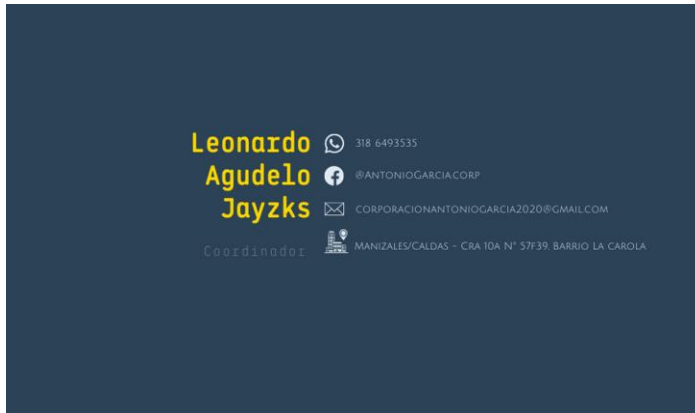 Leonardo
Agudelo
Jayzks
Coordinador
318 6493535
@AntonioGarciacorp
corporacionantoniogarcia2020@gmail.com
Manizales/Caldas - Cra 10A N° 57F39. Barrio La Carola